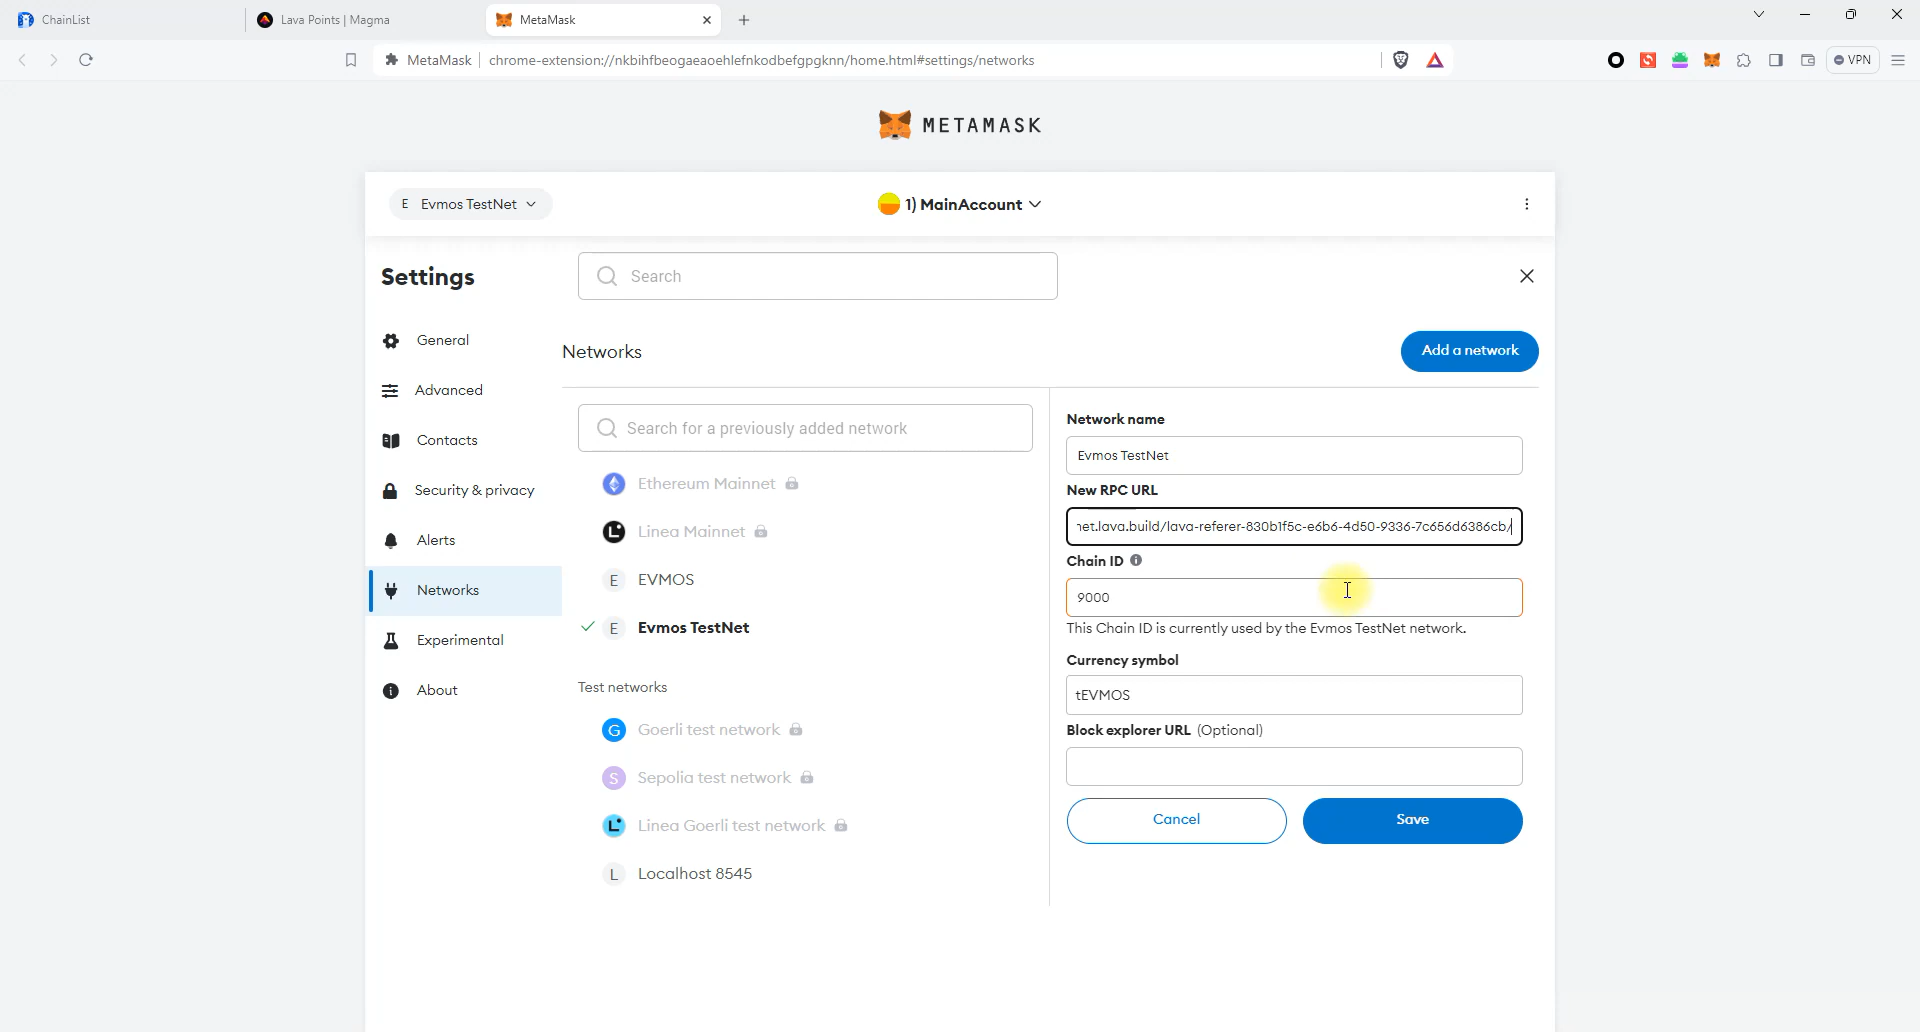 ChainList
Lava Points | Magma
MetaMask
MetaMask
chrome-extension://nkbihfbeogaeaoehlefnkodbefgpgknn/home.html#settings/networks
VPN
METAMASK
E Evmos TestNet
1) MainAccount
Settings
Search
General
Advanced
Contacts
Security & privacy
Alerts
Networks
Experimental
About
Networks
Add a network
Search for a previously added network
Ethereum Mainnet
L Linea Mainnet
E EVMOS
E Evmos TestNet
Test networks
G Goerli test network
S Sepolia test network
L Linea Goerli test network
L Localhost 8545
Network name
Evmos TestNet
New RPC URL
net.lava.build/lava-referer-830b1f5c-e6b6-4d50-9336-7c656d6386cb/
Chain ID
9000
This Chain ID is currently used by the Evmos TestNet network.
Currency symbol
tEVMOS
Block explorer URL (Optional)
Cancel
Save